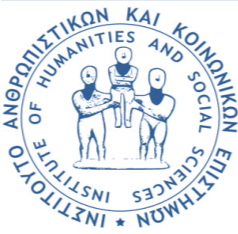 ΙΝΣΤΙΤΟΥΤΟ ΑΝΘΡΩΠΙΣΤΙΚΩΝ ΚΑΙ ΚΟΙΝΩΝΙΚΩΝ ΕΠΙΣΤΗΜΩΝ ★
INSTITUTE OF HUMANITIES AND SOCIAL SCIENCES